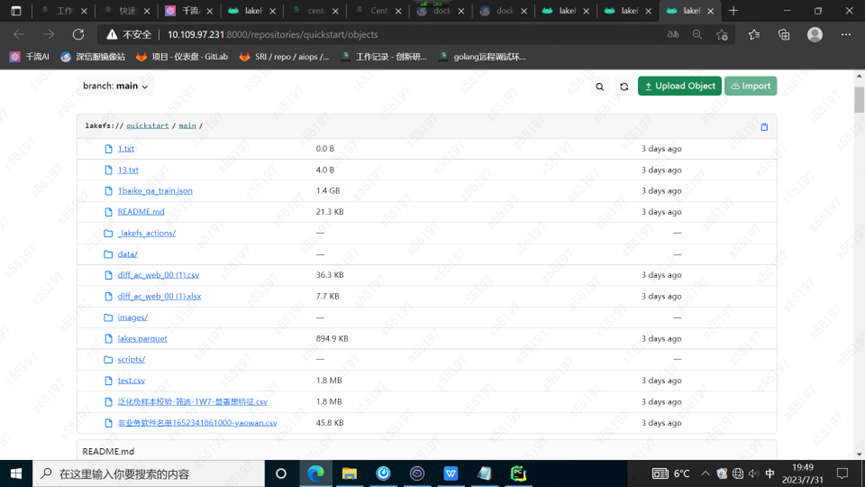 工作 快速 千流 lakeF centd Cent dock dock lakeF lakeF lakeF
不安全 10.109.97.231:8000/repositories/quickstart/objects
千流AI 深信服镜像站 项目 · 仪表盘 · GitLab SRI / repo / aiops /... 工作记录 - 创新研... golang远程调试环...
branch: main Upload Object Import
lakefs:// quickstart / main /
1.txt 0.0 B 3 days ago
13.txt 4.0 B 3 days ago
1baike_qa_train.json 1.4 GB 3 days ago
README.md 21.3 KB 3 days ago
_lakefs_actions/ — —
data/ — —
diff_ac_web_00 (1).csv 36.3 KB 3 days ago
diff_ac_web_00 (1).xlsx 7.7 KB 3 days ago
images/ — —
lakes.parquet 894.9 KB 3 days ago
scripts/ — —
test.csv 1.8 MB 3 days ago
泛化负样本校验-筛选-1W7-显著黑特征.csv 1.8 MB 3 days ago
非业务软件名单1652341861000-yaowan.csv 45.8 KB 3 days ago
README.md
在这里输入你要搜索的内容 6°C 中 19:49
2023/7/31